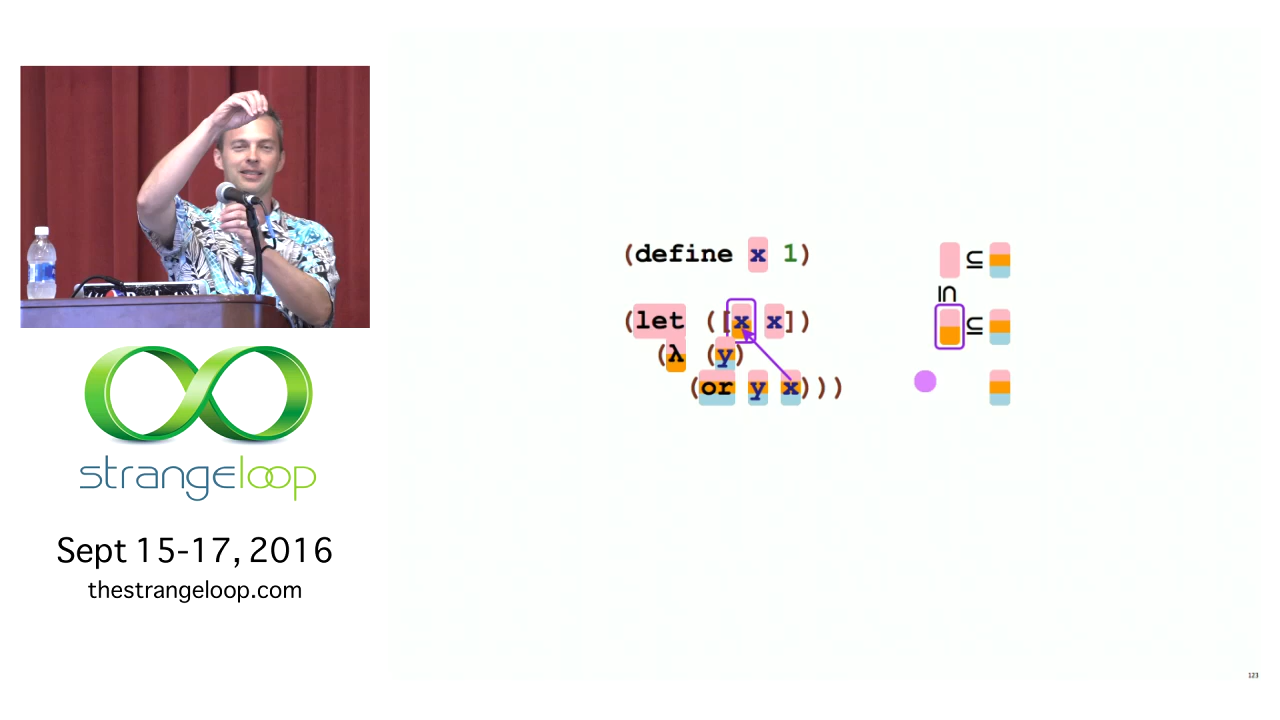 (define x 1)
(let ([x x])
(λ (y)
(or y x)))
⊆
⊆
⊆
strangeloop
Sept 15-17, 2016
thestrangeloop.com
123